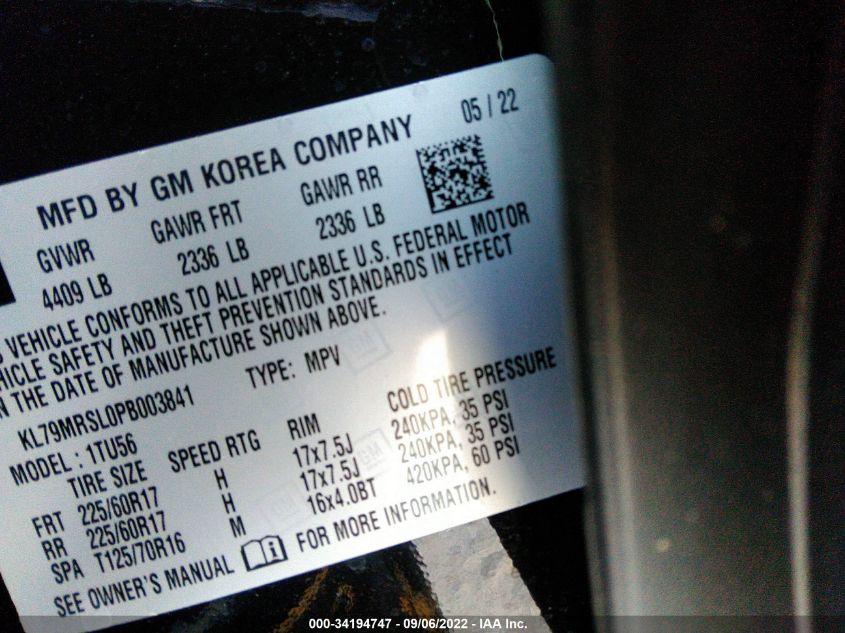 MFD BY GM KOREA COMPANY 05 / 22
GVWR GAWR FRT GAWR RR
4409 LB 2336 LB 2336 LB
VEHICLE CONFORMS TO ALL APPLICABLE U.S. FEDERAL MOTOR
HICLE SAFETY AND THEFT PREVENTION STANDARDS IN EFFECT
N THE DATE OF MANUFACTURE SHOWN ABOVE.
KL79MRSL0PB003841 TYPE: MPV
MODEL : 1TU56
TIRE SIZE SPEED RTG RIM COLD TIRE PRESSURE
FRT 225/60R17 H 17x7.5J 240KPA, 35 PSI
RR 225/60R17 H 17x7.5J 240KPA, 35 PSI
SPA T125/70R16 M 16x4.0BT 420KPA, 60 PSI
SEE OWNER'S MANUAL FOR MORE INFORMATION.
000-34194747 - 09/06/2022 - IAA Inc.